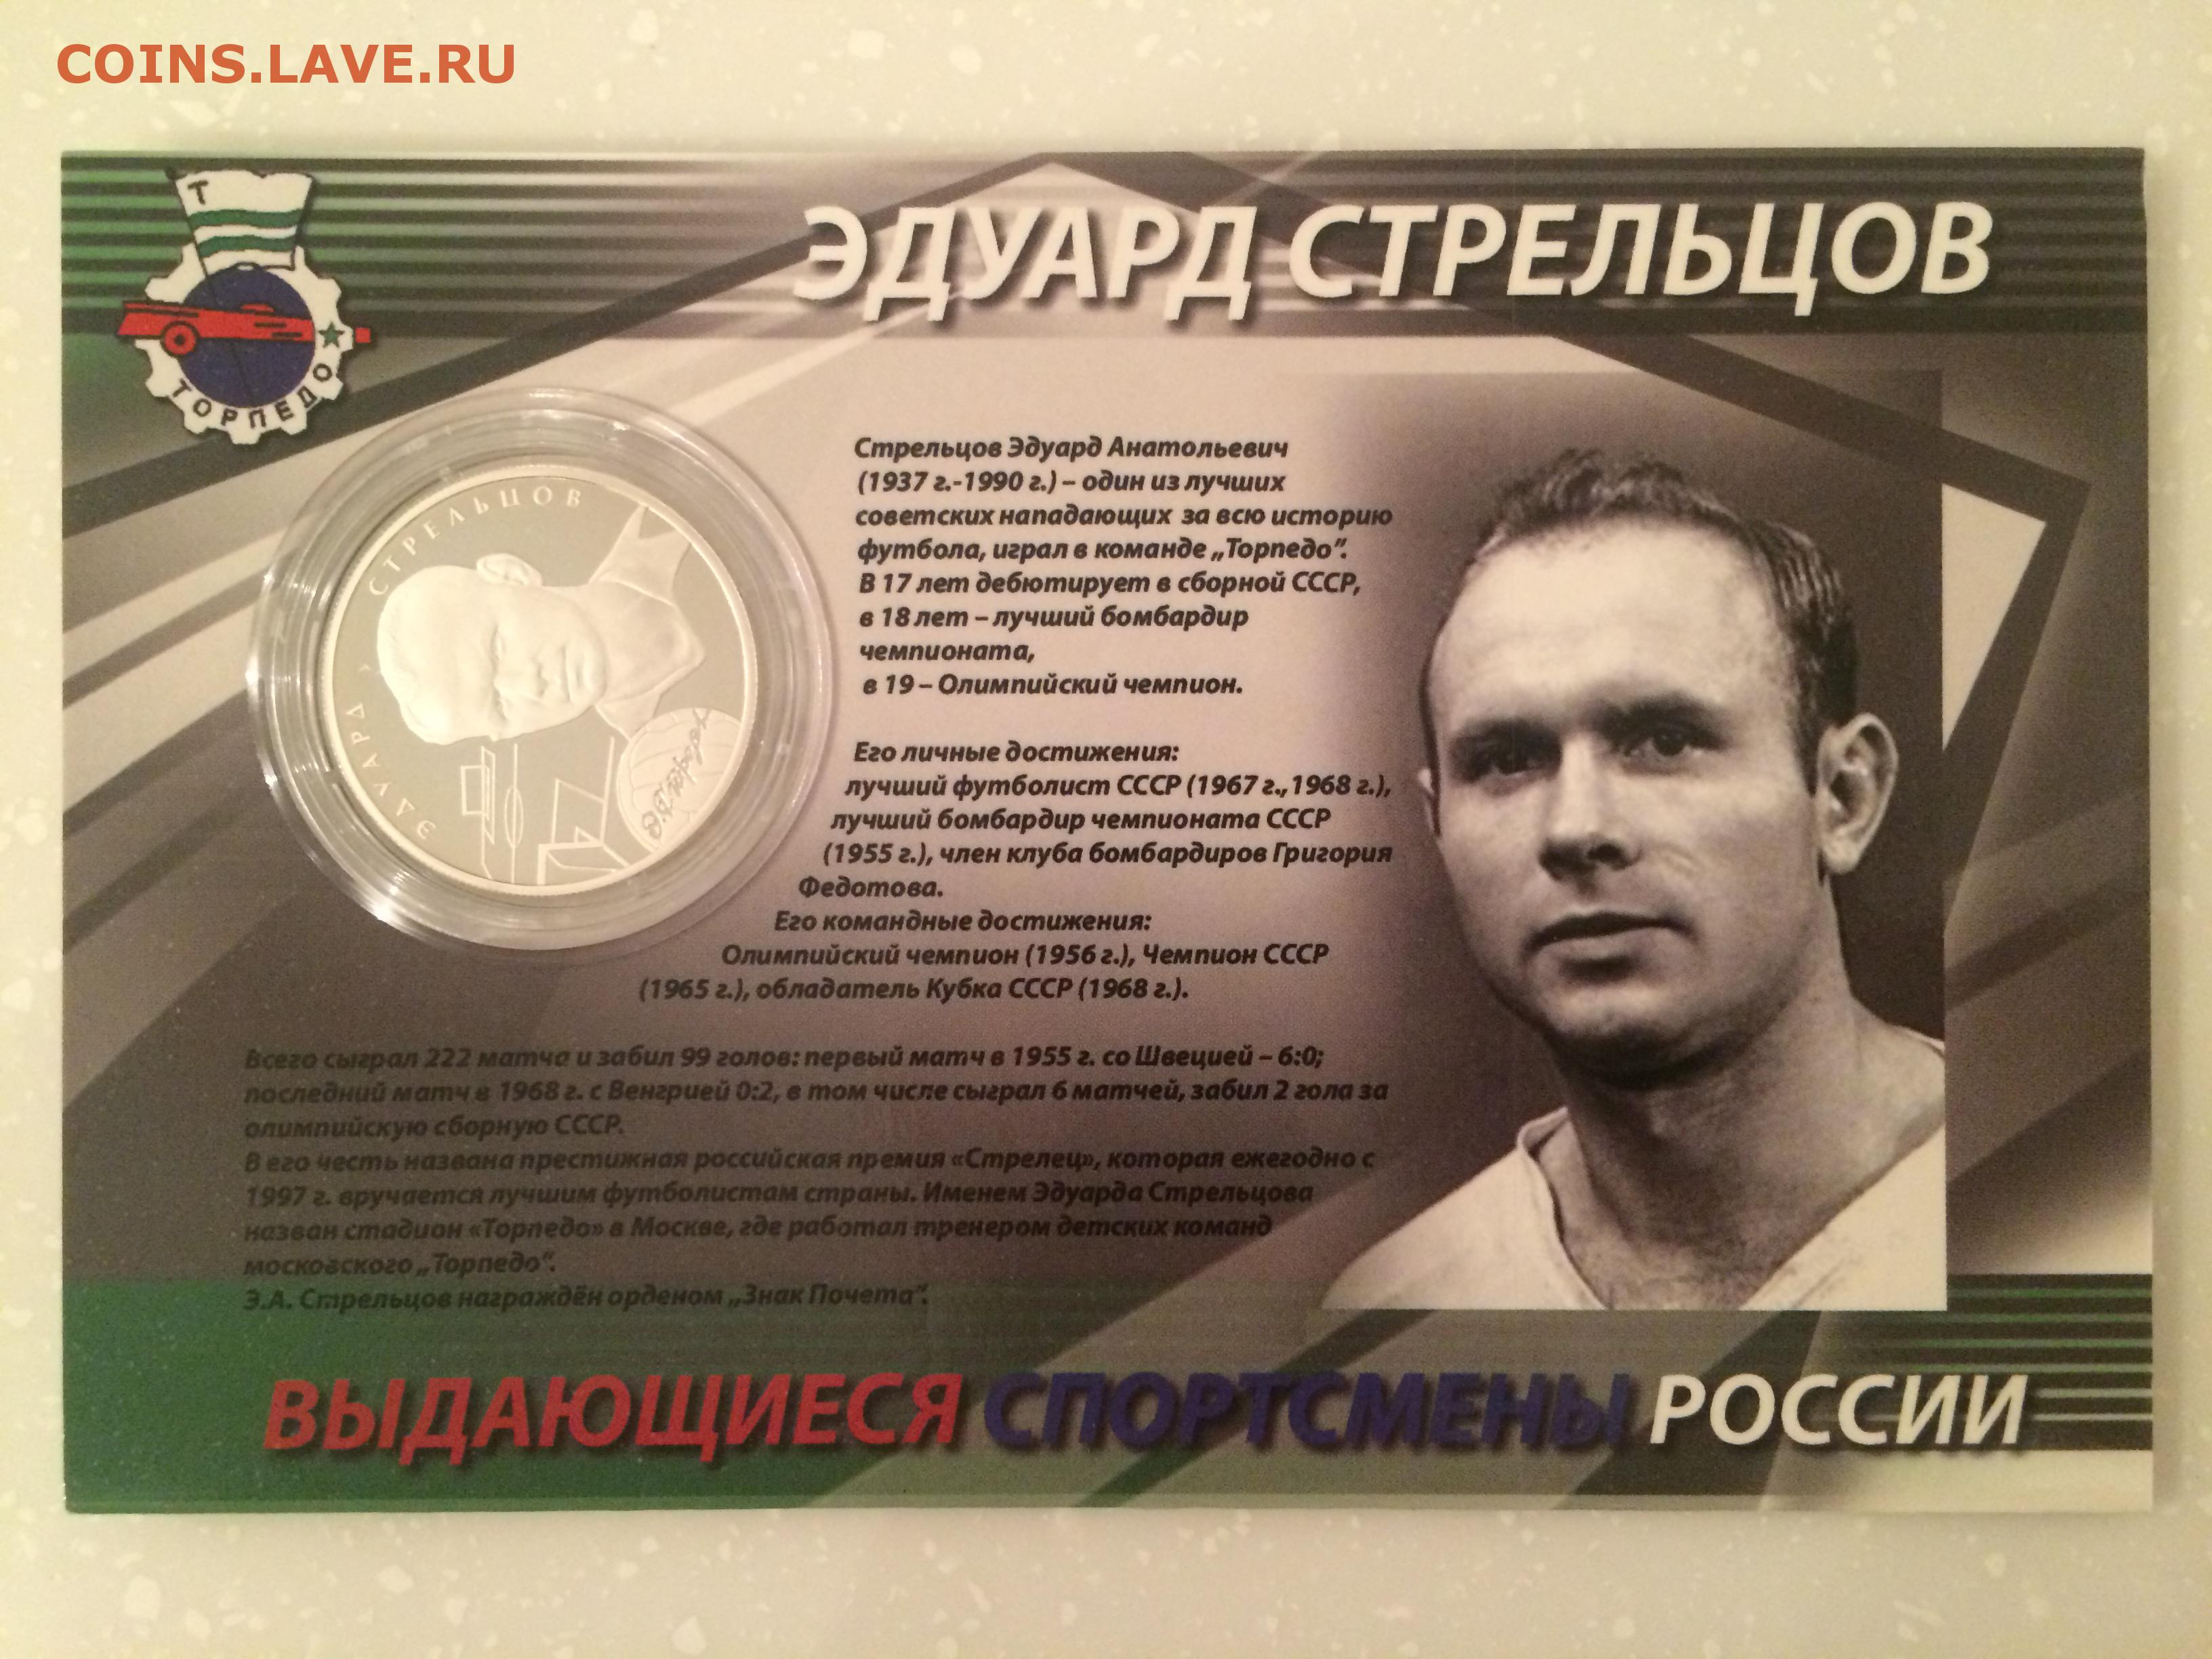 COINS.LAVE.RU
Т
ТОРПЕДО
ЭДУАРД СТРЕЛЬЦОВ
ЭДУАРД СТРЕЛЬЦОВ
Стрельцов Эдуард Анатольевич
(1937 г.-1990 г.) – один из лучших
советских нападающих за всю историю
футбола, играл в команде „Торпедо”.
В 17 лет дебютирует в сборной СССР,
в 18 лет – лучший бомбардир
чемпионата,
в 19 – Олимпийский чемпион.
Его личные достижения:
лучший футболист СССР (1967 г.,1968 г.),
лучший бомбардир чемпионата СССР
(1955 г.), член клуба бомбардиров Григория
Федотова.
Его командные достижения:
Олимпийский чемпион (1956 г.), Чемпион СССР
(1965 г.), обладатель Кубка СССР (1968 г.).
Всего сыграл 222 матча и забил 99 голов: первый матч в 1955 г. со Швецией – 6:0;
последний матч в 1968 г. с Венгрией 0:2, в том числе сыграл 6 матчей, забил 2 гола за
олимпийскую сборную СССР.
В его честь названа престижная российская премия «Стрелец», которая ежегодно с
1997 г. вручается лучшим футболистам страны. Именем Эдуарда Стрельцова
назван стадион «Торпедо» в Москве, где работал тренером детских команд
московского „Торпедо”.
Э.А. Стрельцов награждён орденом „Знак Почета”.
ВЫДАЮЩИЕСЯ СПОРТСМЕНЫ РОССИИ